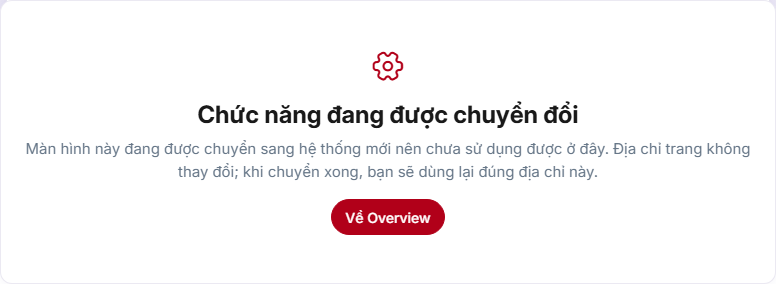 Chức năng đang được chuyển đổi
Màn hình này đang được chuyển sang hệ thống mới nên chưa sử dụng được ở đây. Địa chỉ trang không
thay đổi; khi chuyển xong, bạn sẽ dùng lại đúng địa chỉ này.
Về Overview